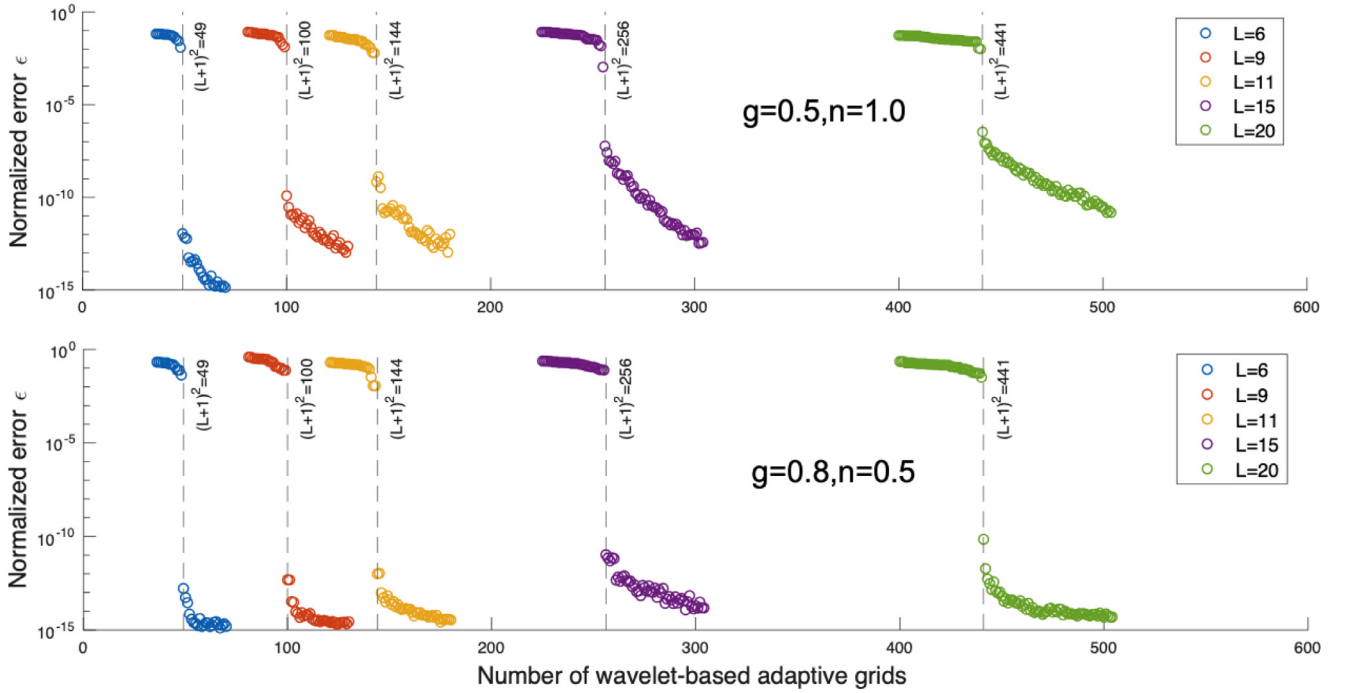 Normalized error ϵ
10^0
10^-5
10^-10
10^-15
0
100
200
300
400
500
600
(L+1)^2=49
(L+1)^2=100
(L+1)^2=144
(L+1)^2=256
(L+1)^2=441
g=0.5,n=1.0
L=6
L=9
L=11
L=15
L=20
Normalized error ϵ
10^0
10^-5
10^-10
10^-15
0
100
200
300
400
500
600
(L+1)^2=49
(L+1)^2=100
(L+1)^2=144
(L+1)^2=256
(L+1)^2=441
g=0.8,n=0.5
L=6
L=9
L=11
L=15
L=20
Number of wavelet-based adaptive grids